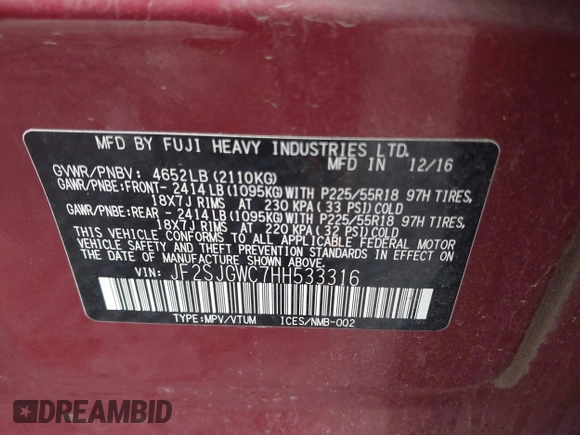 MFD BY FUJI HEAVY INDUSTRIES LTD.
GVWR/PNBV: 4652LB(2110KG) MFD IN 12/16
GAWR/PNBE:FRONT- 2414LB(1095KG)WITH P225/55R18 97H TIRES,
18X7J RIMS AT 230 KPA(33 PSI)COLD
GAWR/PNBE:REAR - 2414LB(1095KG)WITH P225/55R18 97H TIRES,
18X7J RIMS AT 220 KPA(32 PSI)COLD
THIS VEHICLE CONFORMS TO ALL APPLICABLE FEDERAL MOTOR
VEHICLE SAFETY AND THEFT PREVENTION STANDARDS IN EFFECT ON
THE DATE OF MANUFACTURE SHOWN ABOVE.
VIN: JF2SJGWC7HH533316
TYPE:MPV/VTUM ICES/NMB-002
DREAMBID